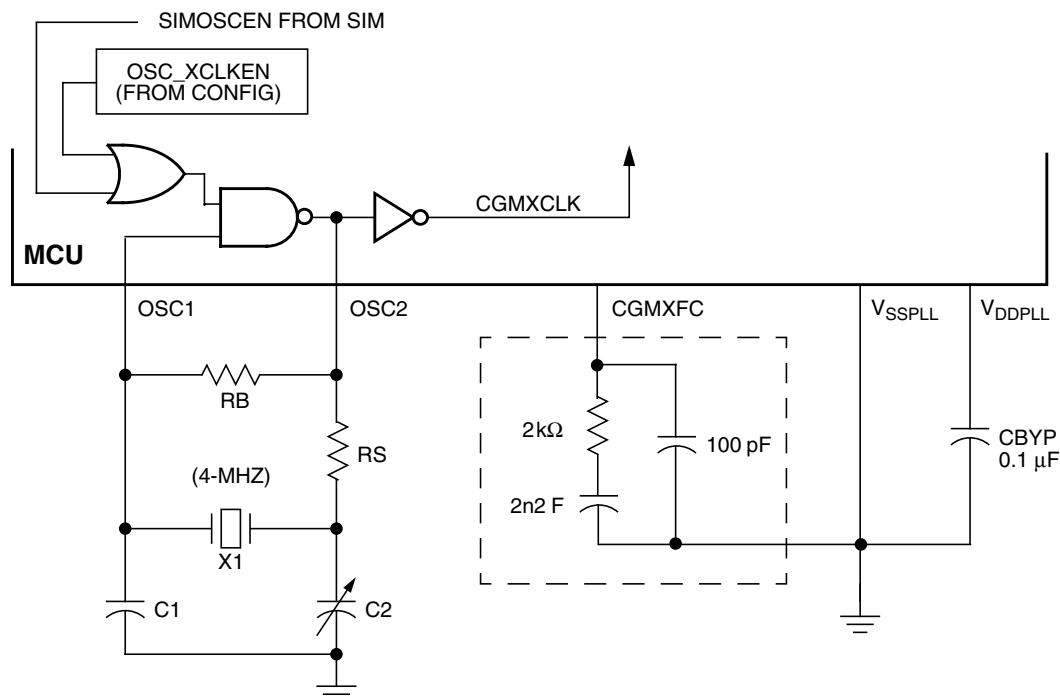 SIMOSCEN FROM SIM
OSC_XCLKEN
(FROM CONFIG)
CGMXCLK
MCU
OSC1
OSC2
CGMXFC
VSSPLL
VDDPLL
RB
2kΩ
100 pF
CBYP
0.1 µF
RS
(4-MHZ)
2n2 F
X1
C1
C2